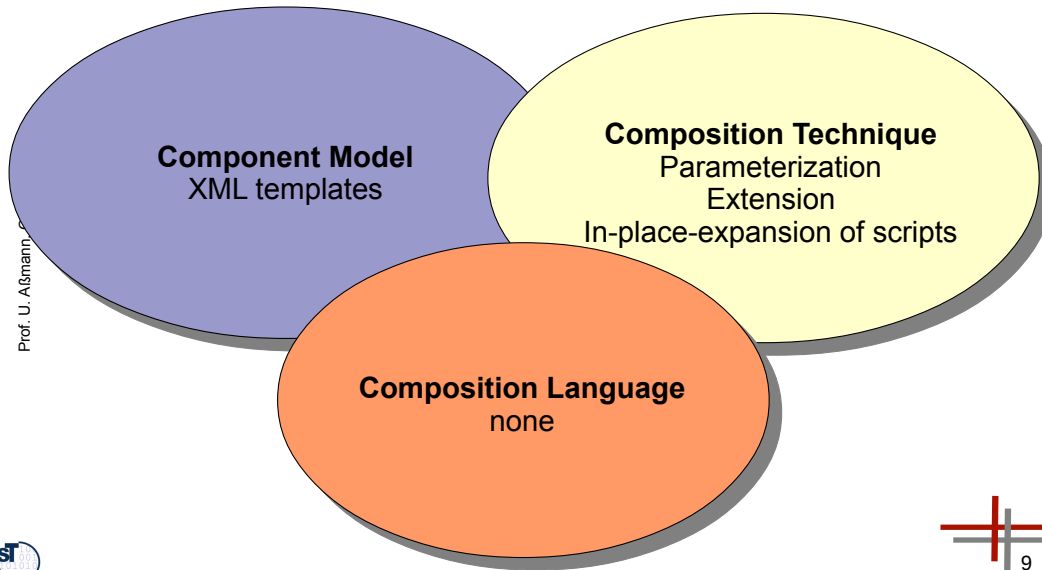 Component Model
XML templates
Composition Technique
Parameterization
Extension
In-place-expansion of scripts
Composition Language
none
Prof. U. Aßmann,
9